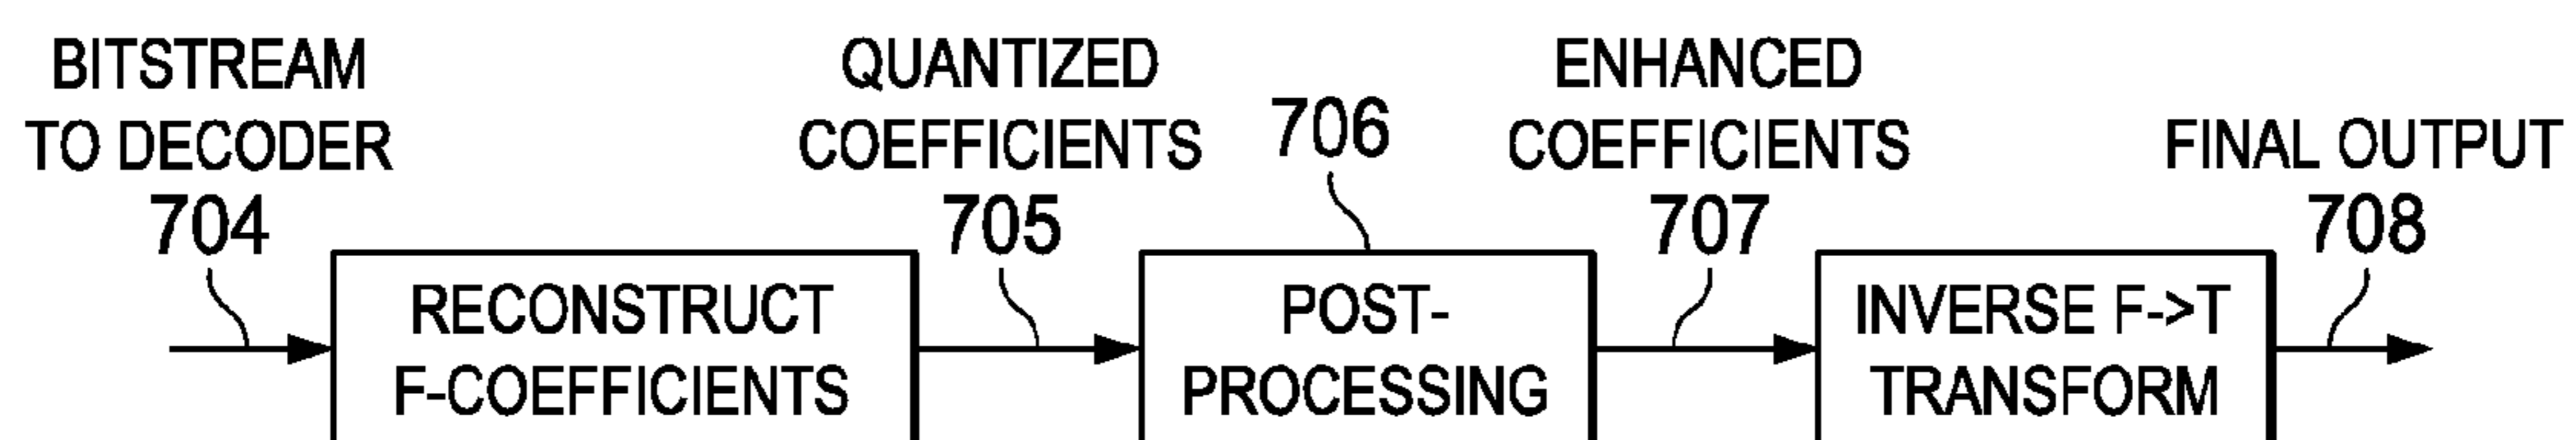 BITSTREAM
TO DECODER
704
QUANTIZED
COEFFICIENTS
705
706
ENHANCED
COEFFICIENTS
707
FINAL OUTPUT
708
RECONSTRUCT
F-COEFFICIENTS
POST-
PROCESSING
INVERSE F->T
TRANSFORM